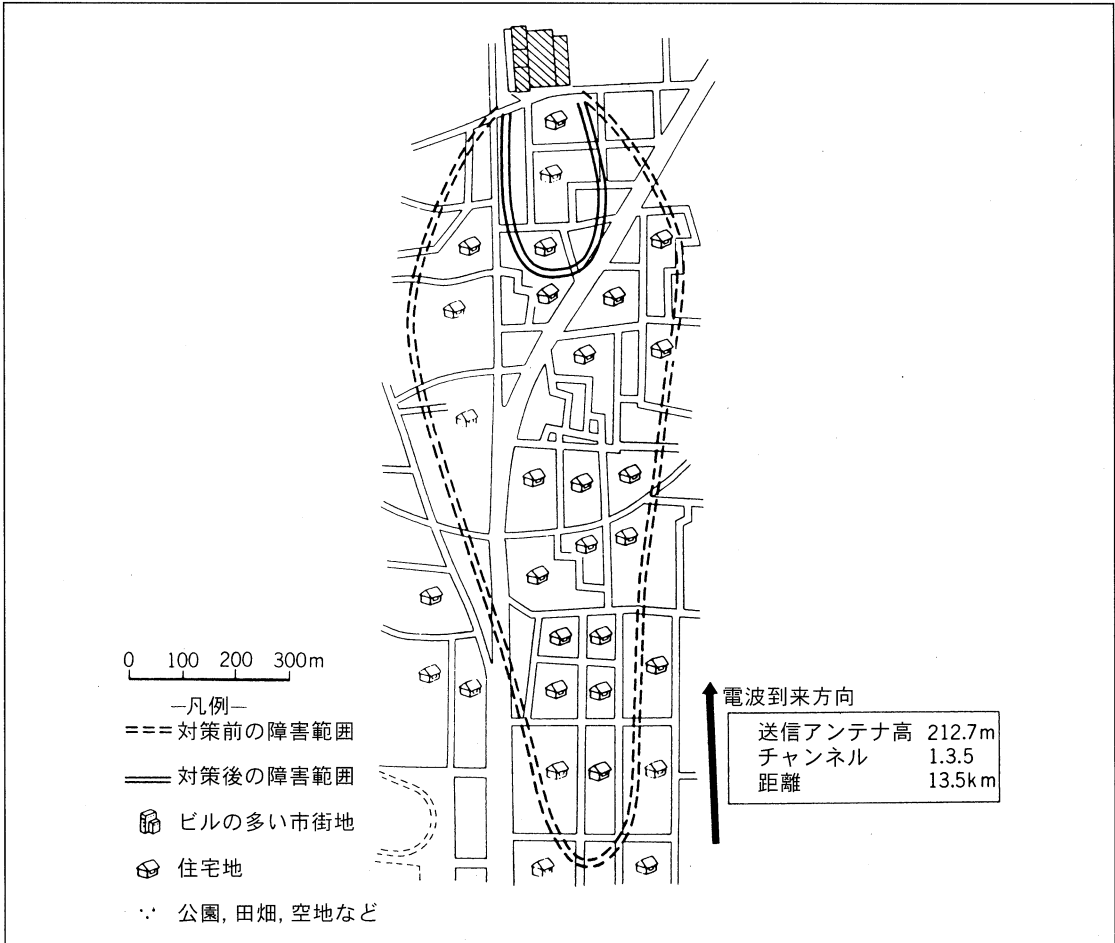 0 100 200 300m
—凡例—
===対策前の障害範囲
対策後の障害範囲
ビルの多い市街地
住宅地
公園, 田畑, 空地など
電波到来方向
送信アンテナ高 212.7m
チャンネル 1.3.5
距離 13.5km